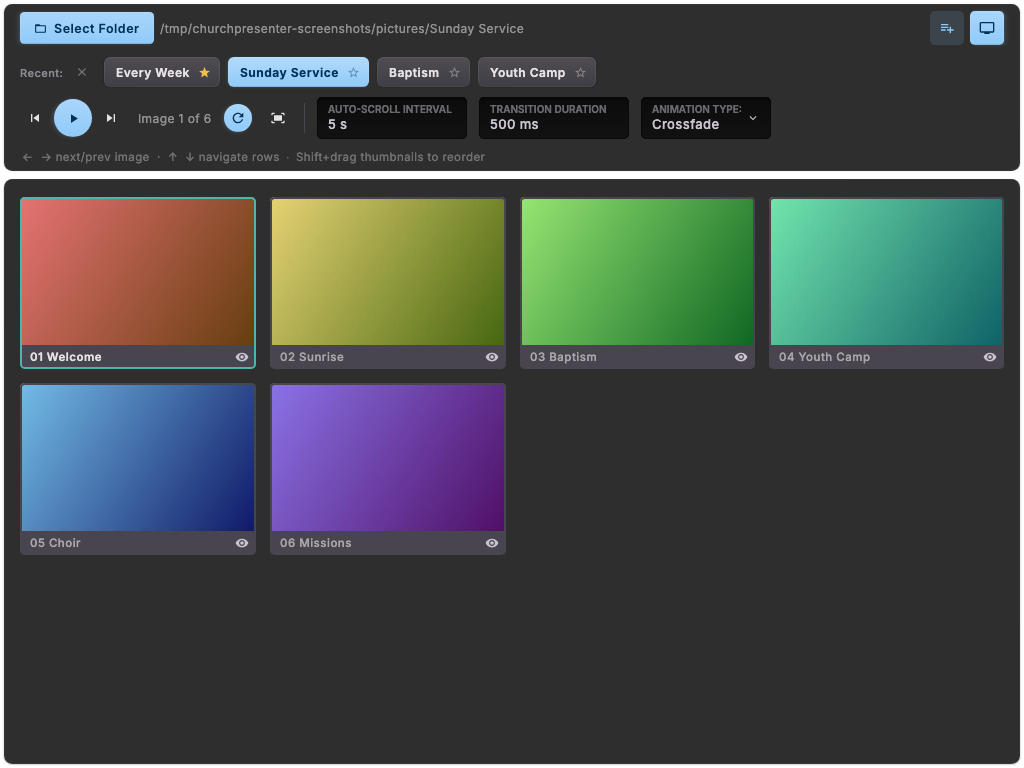 Select Folder /tmp/churchpresenter-screenshots/pictures/Sunday Service
Recent: Every Week Sunday Service Baptism Youth Camp
Image 1 of 6
AUTO-SCROLL INTERVAL
5 s
TRANSITION DURATION
500 ms
ANIMATION TYPE:
Crossfade
← → next/prev image · ↑ ↓ navigate rows · Shift+drag thumbnails to reorder
01 Welcome
02 Sunrise
03 Baptism
04 Youth Camp
05 Choir
06 Missions